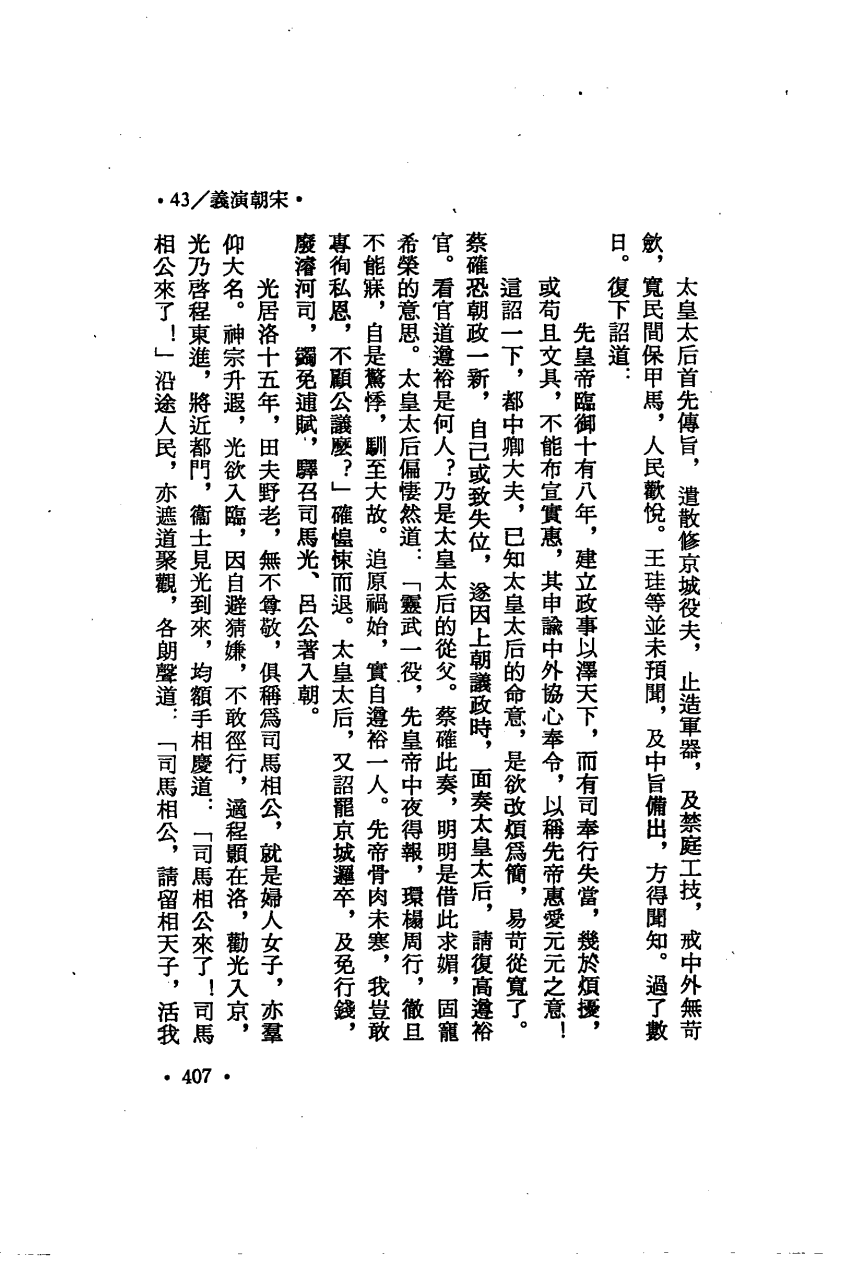 •宋朝演義／43•
太皇太后首先傳旨，遣散修京城役夫，止造軍器，及禁庭工技，戒中外無苛
歛，寬民間保甲馬，人民歡悅。王珪等並未預聞，及中旨備出，方得聞知。過了數
日。復下詔道：
先皇帝臨御十有八年，建立政事以澤天下，而有司奉行失當，幾於煩擾，
或苟且文具，不能布宣實惠，其申諭中外協心奉令，以稱先帝惠愛元元之意！
這詔一下，都中卿大夫，已知太皇太后的命意，是欲改煩爲簡，易苛從寬了。
蔡確恐朝政一新，自己或致失位，遂因上朝議政時，面奏太皇太后，請復高遵裕
官。看官道遵裕是何人？乃是太皇太后的從父。蔡確此奏，明明是借此求媚，固寵
希榮的意思。太皇太后偏悽然道：「靈武一役，先皇帝中夜得報，環榻周行，徹旦
不能寐，自是驚悸，馴至大故。追原禍始，實自遵裕一人。先帝骨肉未寒，我豈敢
專徇私恩，不顧公議麼？」確惶悚而退。太皇太后，又詔罷京城邏卒，及免行錢，
廢濬河司，蠲免逋賦，驛召司馬光、呂公著入朝。
光居洛十五年，田夫野老，無不尊敬，俱稱爲司馬相公，就是婦人女子，亦羣
仰大名。神宗升遐，光欲入臨，因自避猜嫌，不敢徑行，適程顥在洛，勸光入京，
光乃啓程東進，將近都門，衞士見光到來，均額手相慶道：「司馬相公來了！司馬
相公來了！」沿途人民，亦遮道聚觀，各朗聲道：「司馬相公，請留相天子，活我
• 407 •